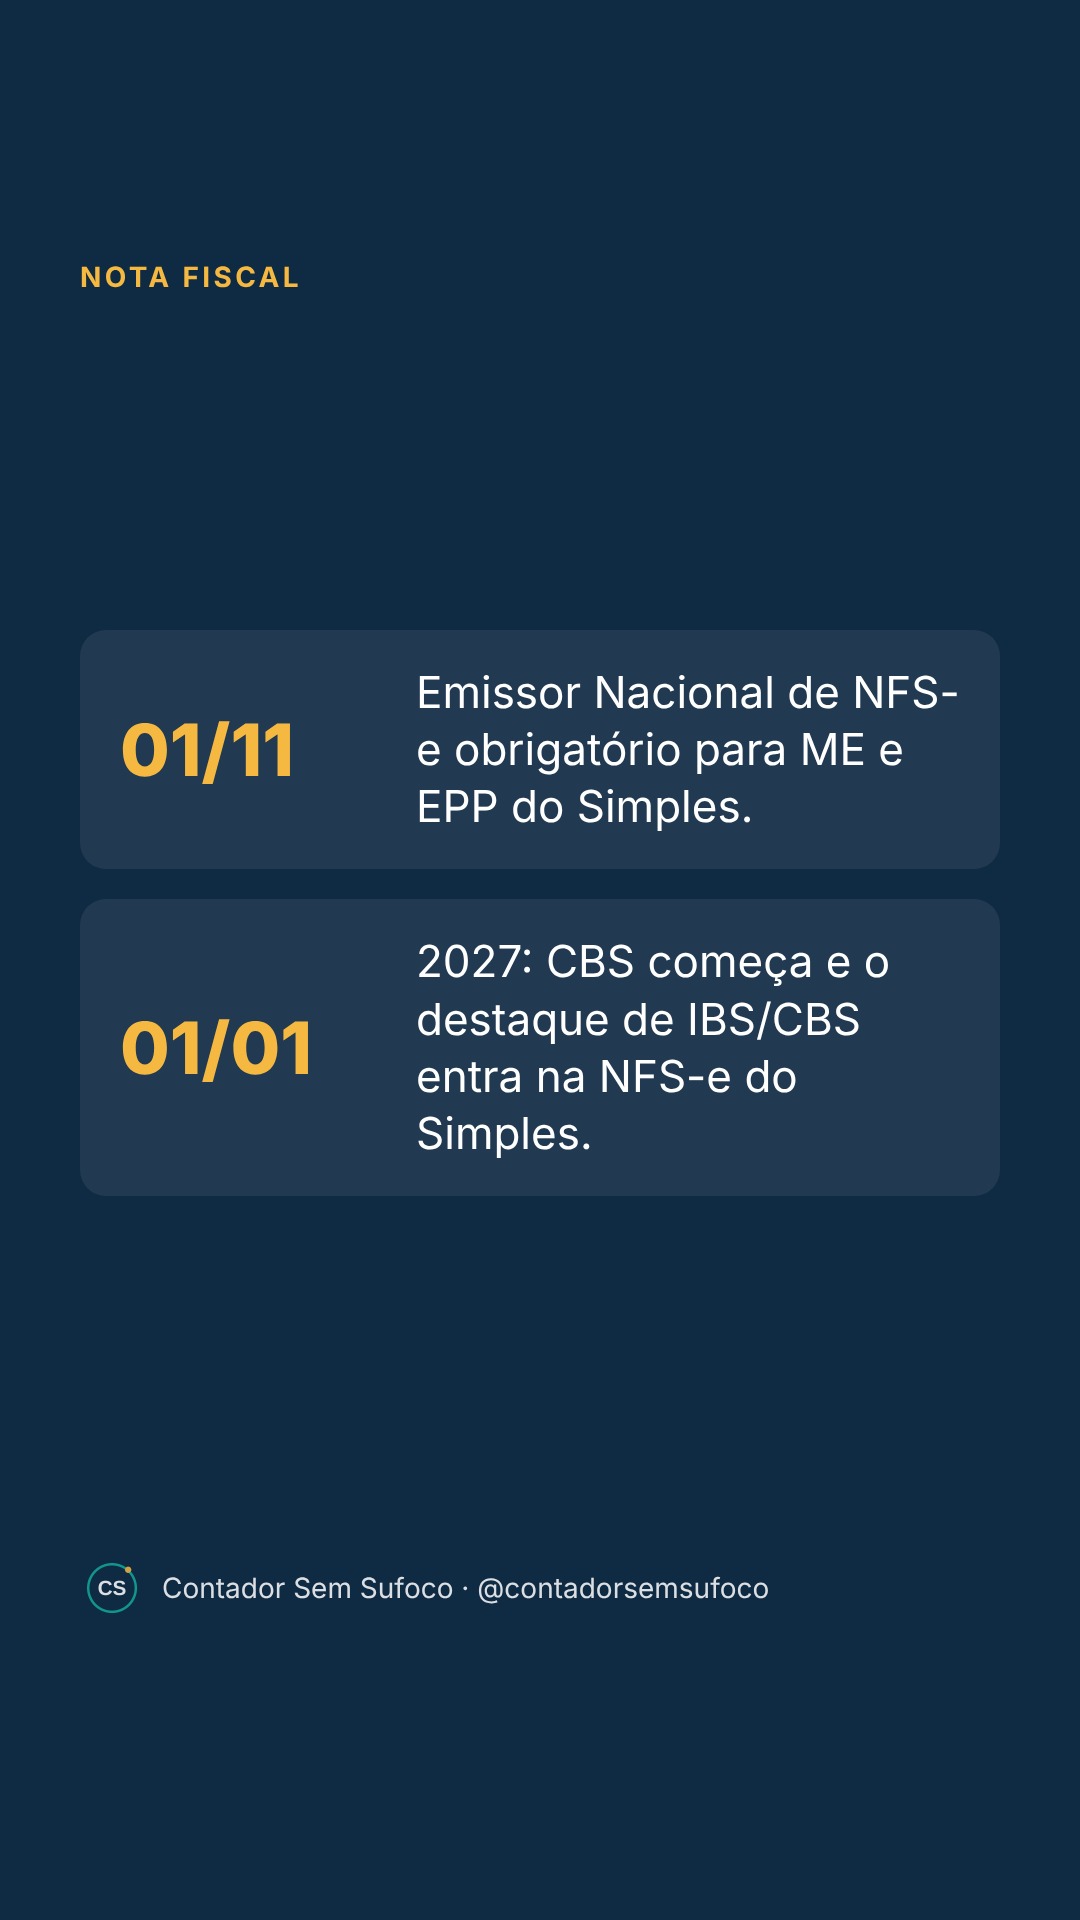 NOTA FISCAL
01/11
Emissor Nacional de NFS-
e obrigatório para ME e
EPP do Simples.
01/01
2027: CBS começa e o
destaque de IBS/CBS
entra na NFS-e do
Simples.
CS Contador Sem Sufoco · @contadorsemsufoco